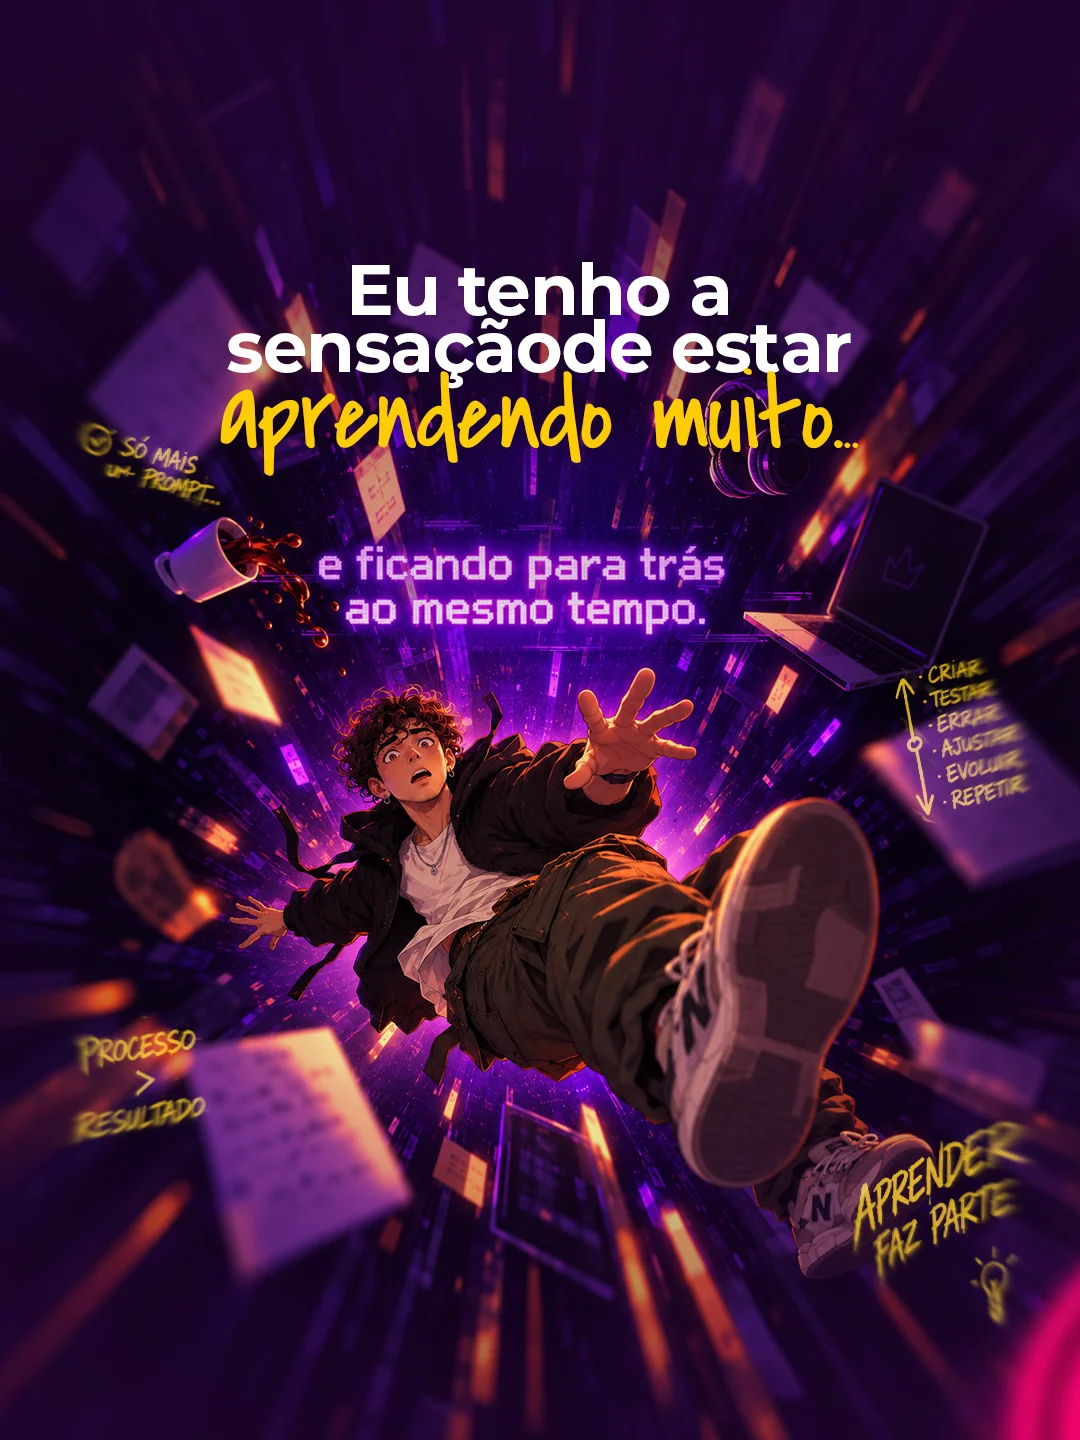 Eu tenho a
sensaçãode estar
aprendendo muito...
SÓ MAIS
UM PROMPT...
e ficando para trás
ao mesmo tempo.
· CRIAR
· TESTAR
· ERRAR
· AJUSTAR
· EVOLUIR
· REPETIR
PROCESSO
>
RESULTADO
N
N
APRENDER
FAZ PARTE